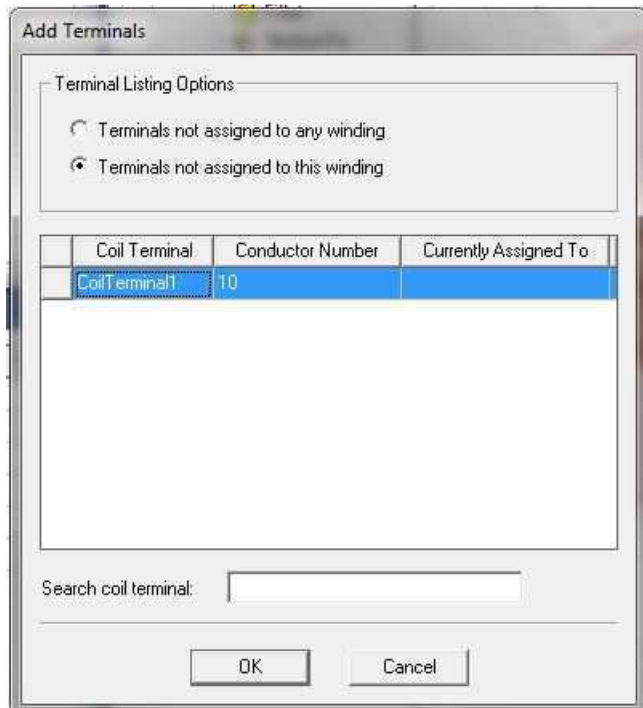 Add Terminals
Terminal Listing Options
Terminals not assigned to any winding
Terminals not assigned to this winding
Coil Terminal Conductor Number Currently Assigned To
CoilTerminal1 10
Search coil terminal:
OK Cancel